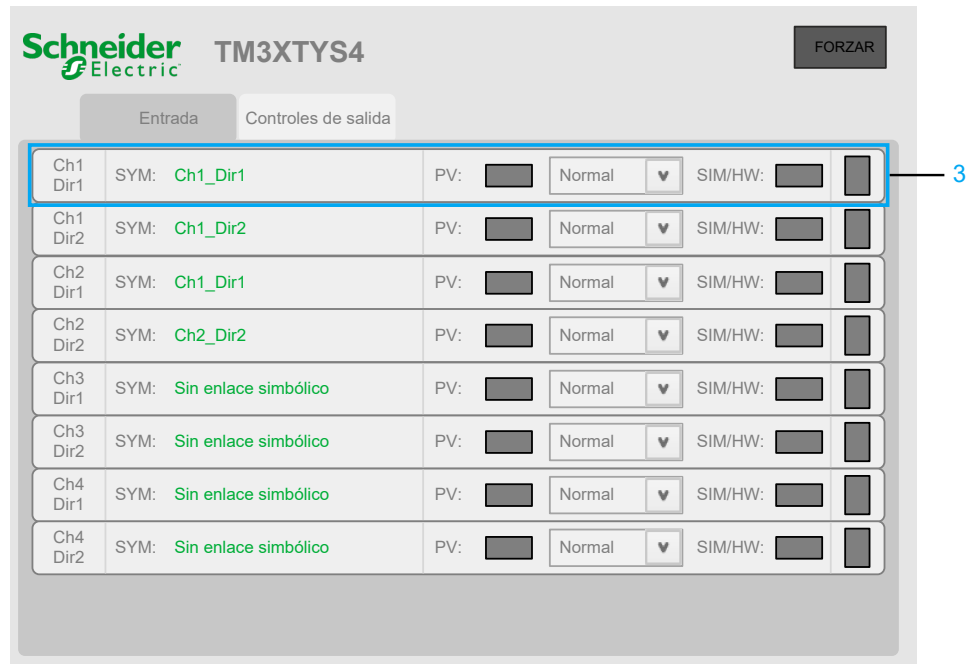 Schneider Electric
TM3XTYS4
FORZAR
Entrada
Controles de salida
Ch1
Dir1
SYM: Ch1_Dir1 PV: Normal SIM/HW:
3
Ch1
Dir2
SYM: Ch1_Dir2 PV: Normal SIM/HW:
Ch2
Dir1
SYM: Ch1_Dir1 PV: Normal SIM/HW:
Ch2
Dir2
SYM: Ch2_Dir2 PV: Normal SIM/HW:
Ch3
Dir1
SYM: Sin enlace simbólico PV: Normal SIM/HW:
Ch3
Dir2
SYM: Sin enlace simbólico PV: Normal SIM/HW:
Ch4
Dir1
SYM: Sin enlace simbólico PV: Normal SIM/HW:
Ch4
Dir2
SYM: Sin enlace simbólico PV: Normal SIM/HW: